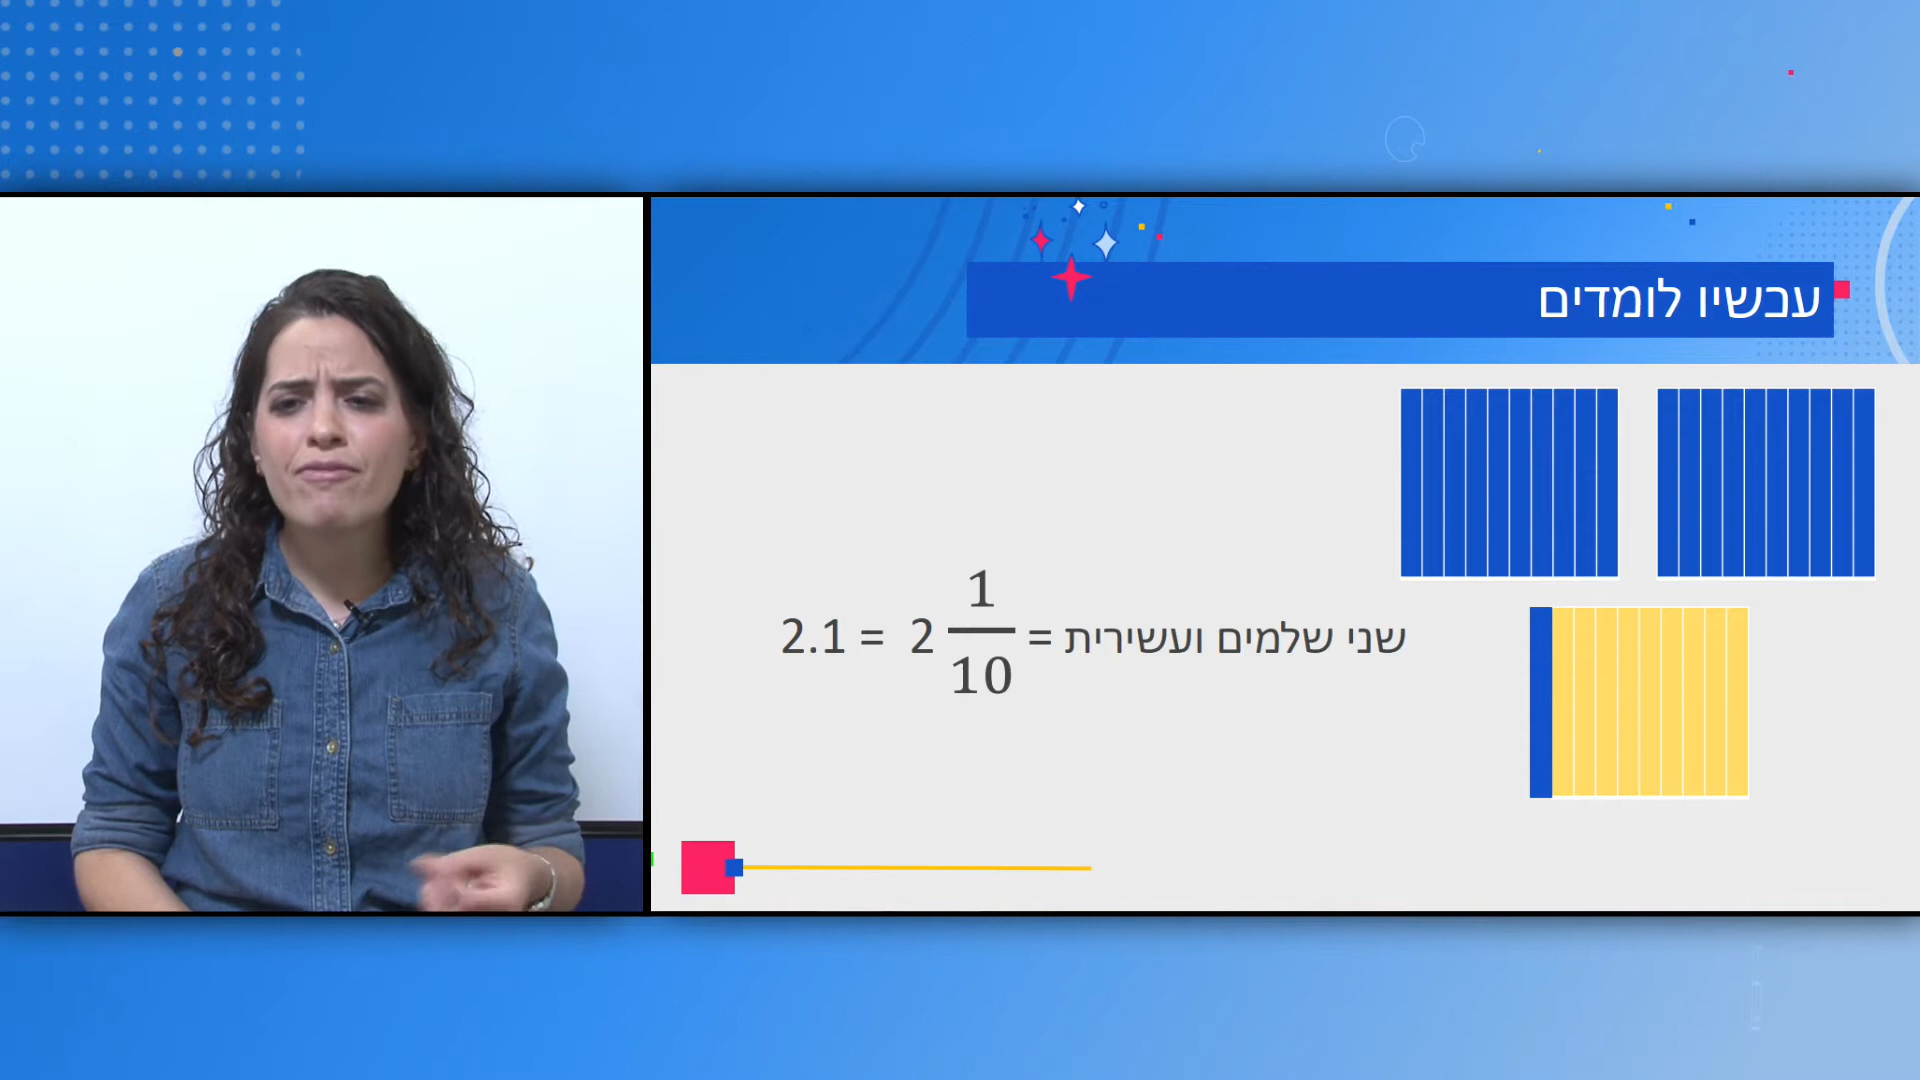 עכשיו לומדים
שני שלמים ועשירית = 2 1/10 = 2.1